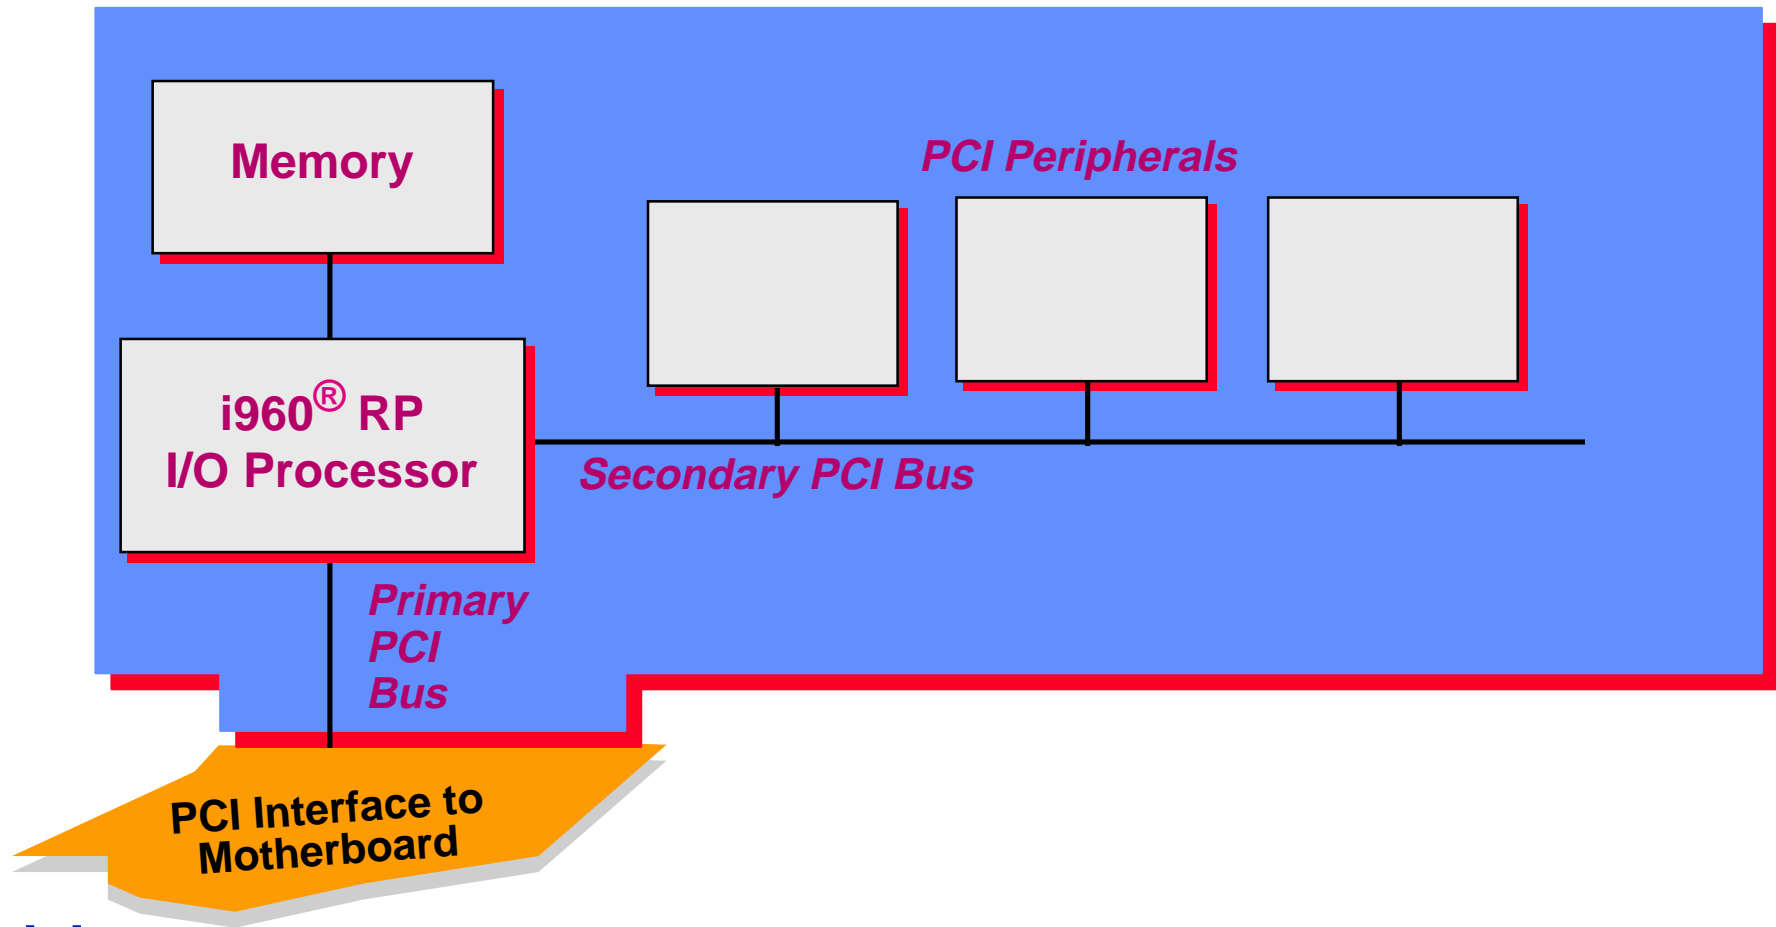 Memory
PCI Peripherals
i960® RP
I/O Processor
Secondary PCI Bus
Primary
PCI
Bus
PCI Interface to
Motherboard